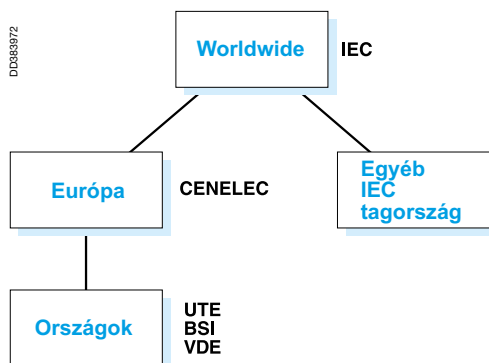 DD383972
Worldwide
IEC
Európa
CENELEC
Egyéb
IEC
tagország
Országok
UTE
BSI
VDE